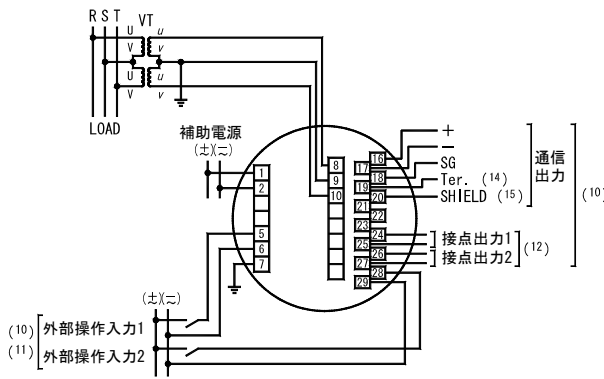 R S T
VT
U
u
V
v
U
u
V
v
LOAD
補助電源
(±)(≂)
1
2
5
6
7
8
9
10
16
17
18
19
20
21
22
23
24
25
26
27
28
29
+
−
SG
Ter. (14)
SHIELD (15)
通信
出力
(10)
接点出力1
接点出力2
(12)
(±)(≂)
(10)
(11)
外部操作入力1
外部操作入力2